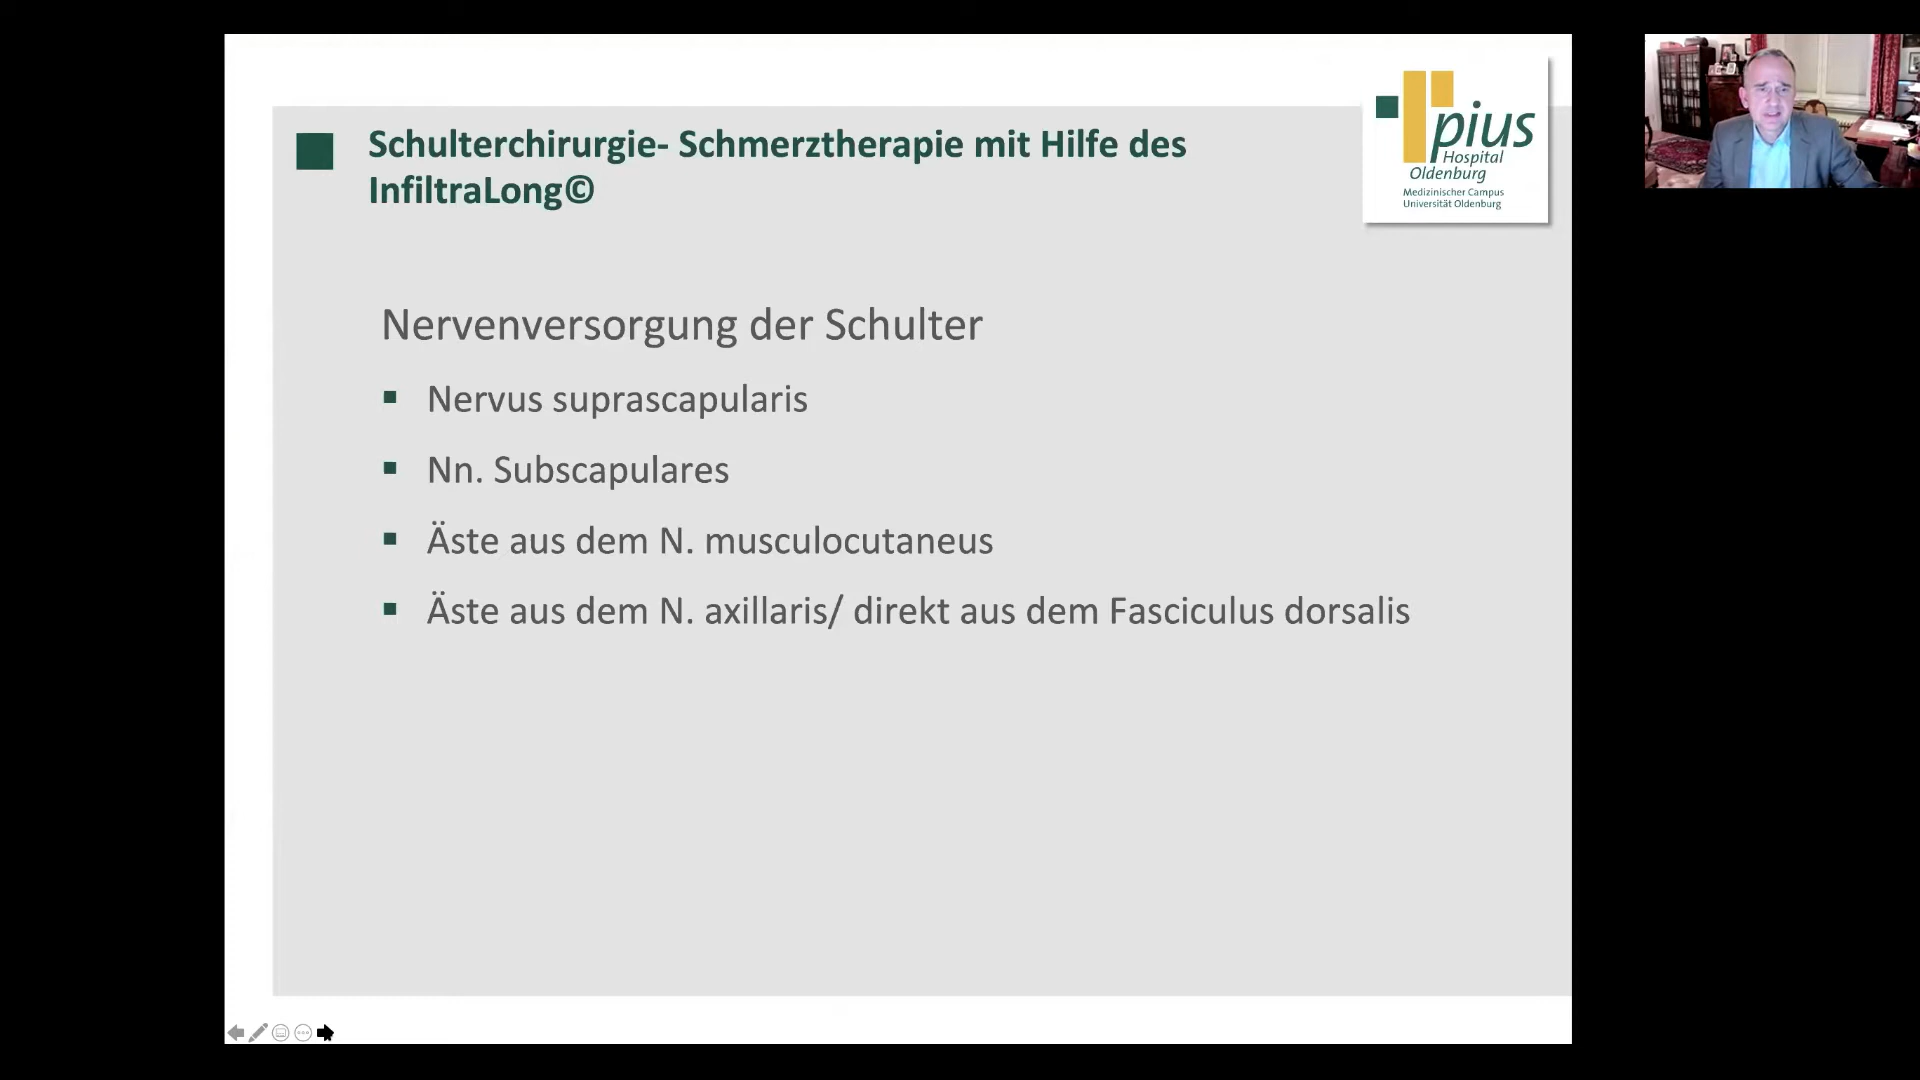 Schulterchirurgie- Schmerztherapie mit Hilfe des
InfiltraLong©
pius
Hospital
Oldenburg
Medizinischer Campus
Universität Oldenburg
Nervenversorgung der Schulter
Nervus suprascapularis
Nn. Subscapulares
Äste aus dem N. musculocutaneus
Äste aus dem N. axillaris/ direkt aus dem Fasciculus dorsalis